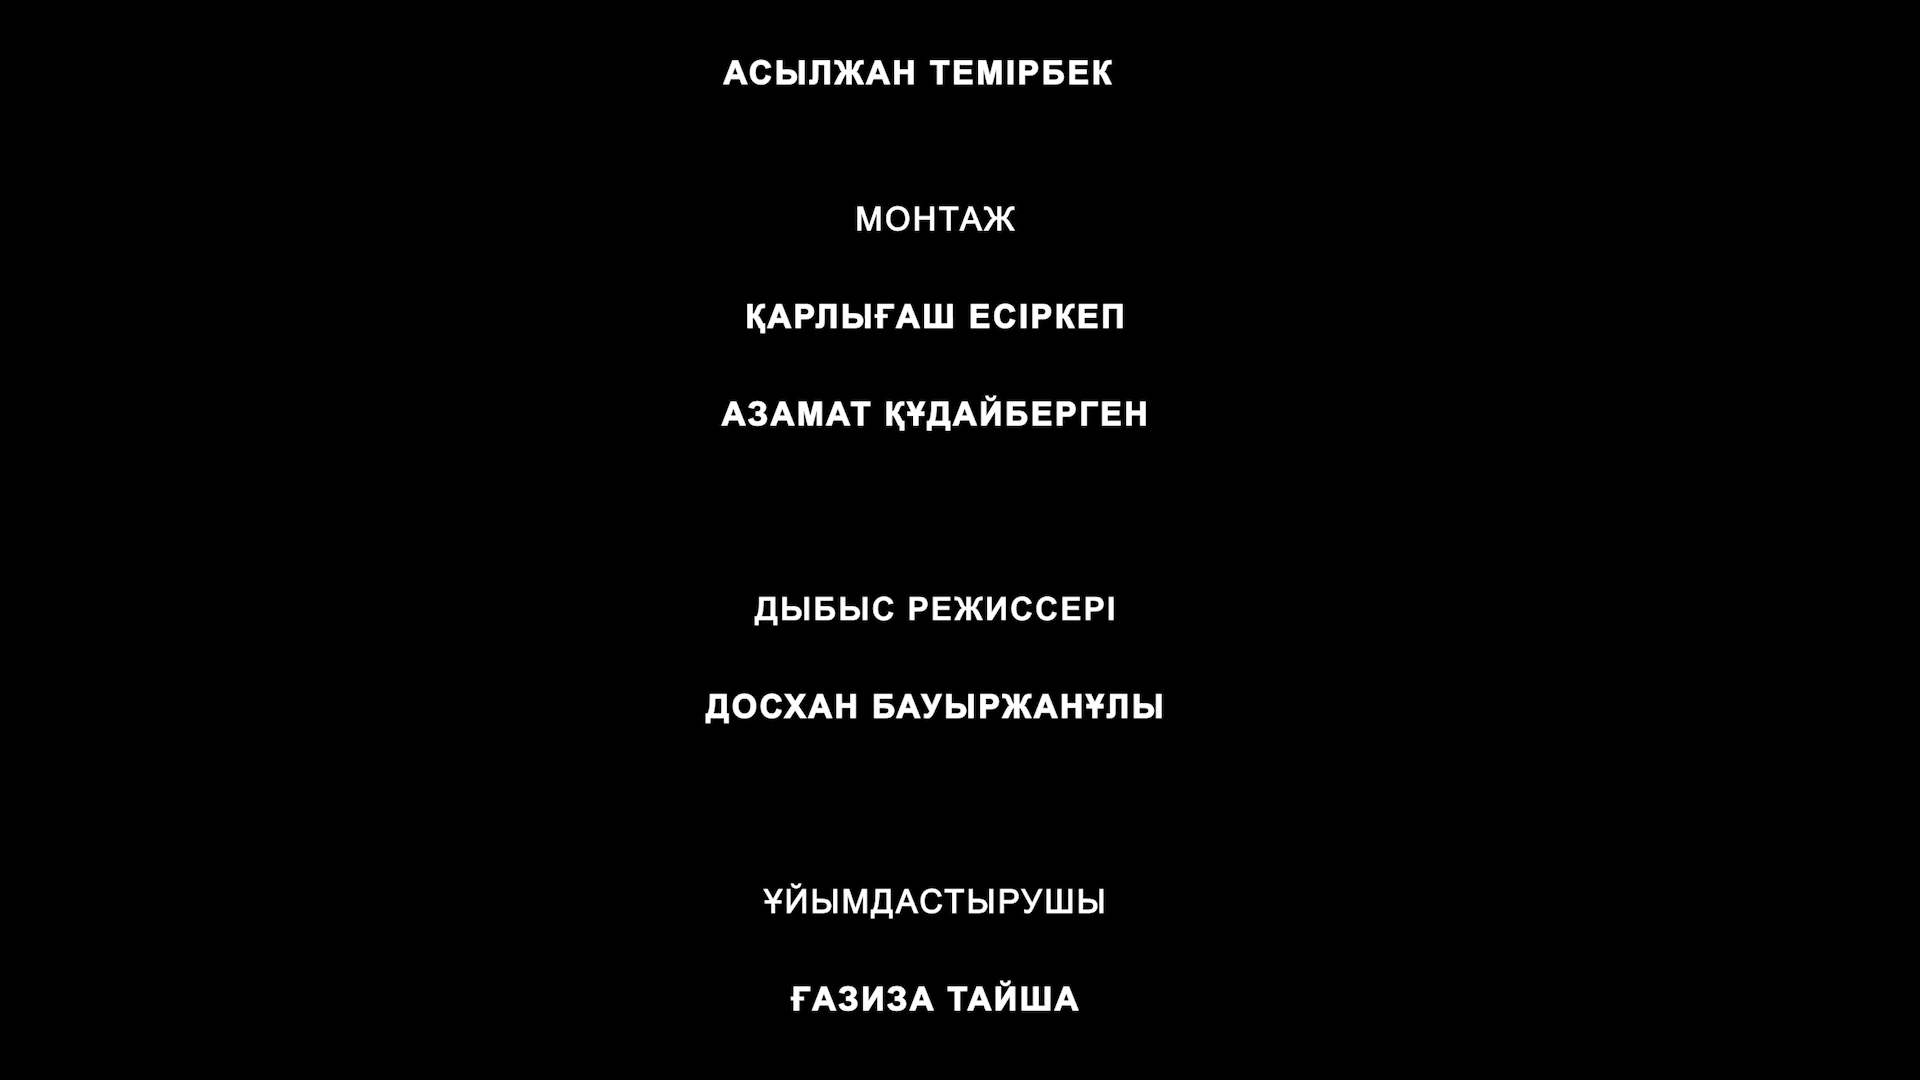 АСЫЛЖАН ТЕМІРБЕК
МОНТАЖ
ҚАРЛЫҒАШ ЕСІРКЕП
АЗАМАТ ҚҰДАЙБЕРГЕН
ДЫБЫС РЕЖИССЕРІ
ДОСХАН БАУЫРЖАНҰЛЫ
ҰЙЫМДАСТЫРУШЫ
ҒАЗИЗА ТАЙША